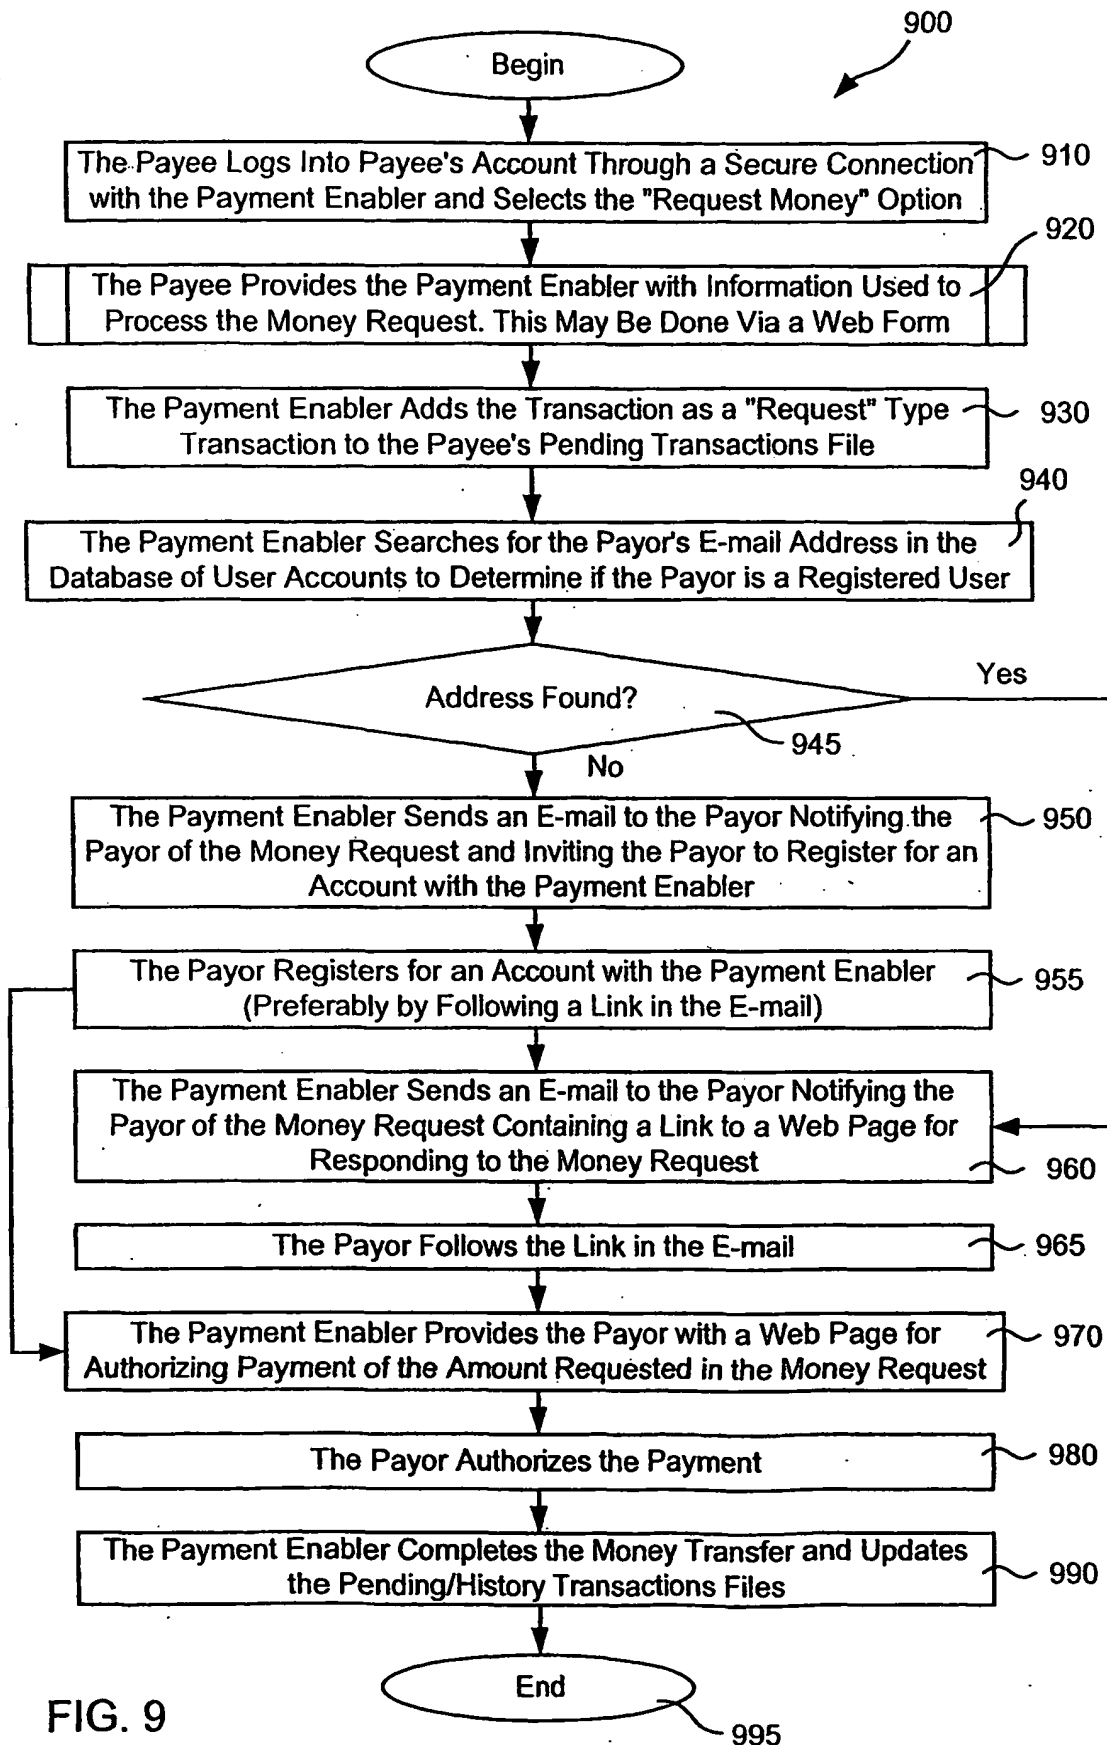 900
Begin
The Payee Logs Into Payee's Account Through a Secure Connection
with the Payment Enabler and Selects the "Request Money" Option
910
920
The Payee Provides the Payment Enabler with Information Used to
Process the Money Request. This May Be Done Via a Web Form
The Payment Enabler Adds the Transaction as a "Request" Type
Transaction to the Payee's Pending Transactions File
930
940
The Payment Enabler Searches for the Payor's E-mail Address in the
Database of User Accounts to Determine if the Payor is a Registered User
Yes
Address Found?
945
No
The Payment Enabler Sends an E-mail to the Payor Notifying the
Payor of the Money Request and Inviting the Payor to Register for an
Account with the Payment Enabler
950
The Payor Registers for an Account with the Payment Enabler
(Preferably by Following a Link in the E-mail)
955
The Payment Enabler Sends an E-mail to the Payor Notifying the
Payor of the Money Request Containing a Link to a Web Page for
Responding to the Money Request
960
The Payor Follows the Link in the E-mail
965
The Payment Enabler Provides the Payor with a Web Page for
Authorizing Payment of the Amount Requested in the Money Request
970
The Payor Authorizes the Payment
980
The Payment Enabler Completes the Money Transfer and Updates
the Pending/History Transactions Files
990
End
995
FIG. 9